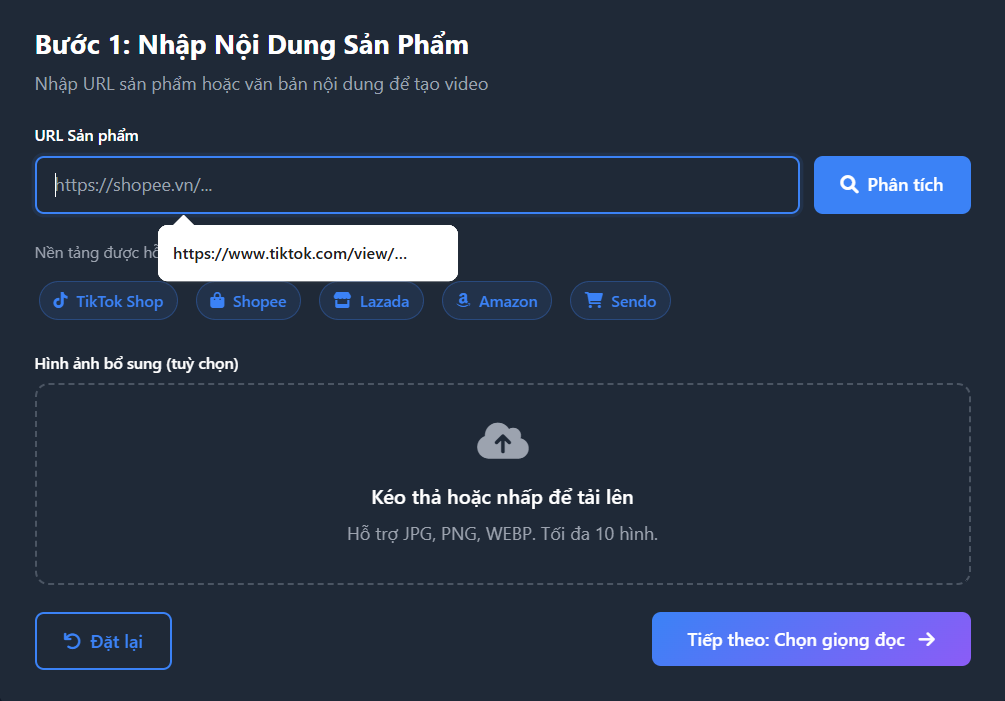 Bước 1: Nhập Nội Dung Sản Phẩm
Nhập URL sản phẩm hoặc văn bản nội dung để tạo video
URL Sản phẩm
https://shopee.vn/...
Phân tích
https://www.tiktok.com/view/...
Nền tảng được hỗ
TikTok Shop
Shopee
Lazada
Amazon
Sendo
Hình ảnh bổ sung (tuỳ chọn)
Kéo thả hoặc nhấp để tải lên
Hỗ trợ JPG, PNG, WEBP. Tối đa 10 hình.
Đặt lại
Tiếp theo: Chọn giọng đọc